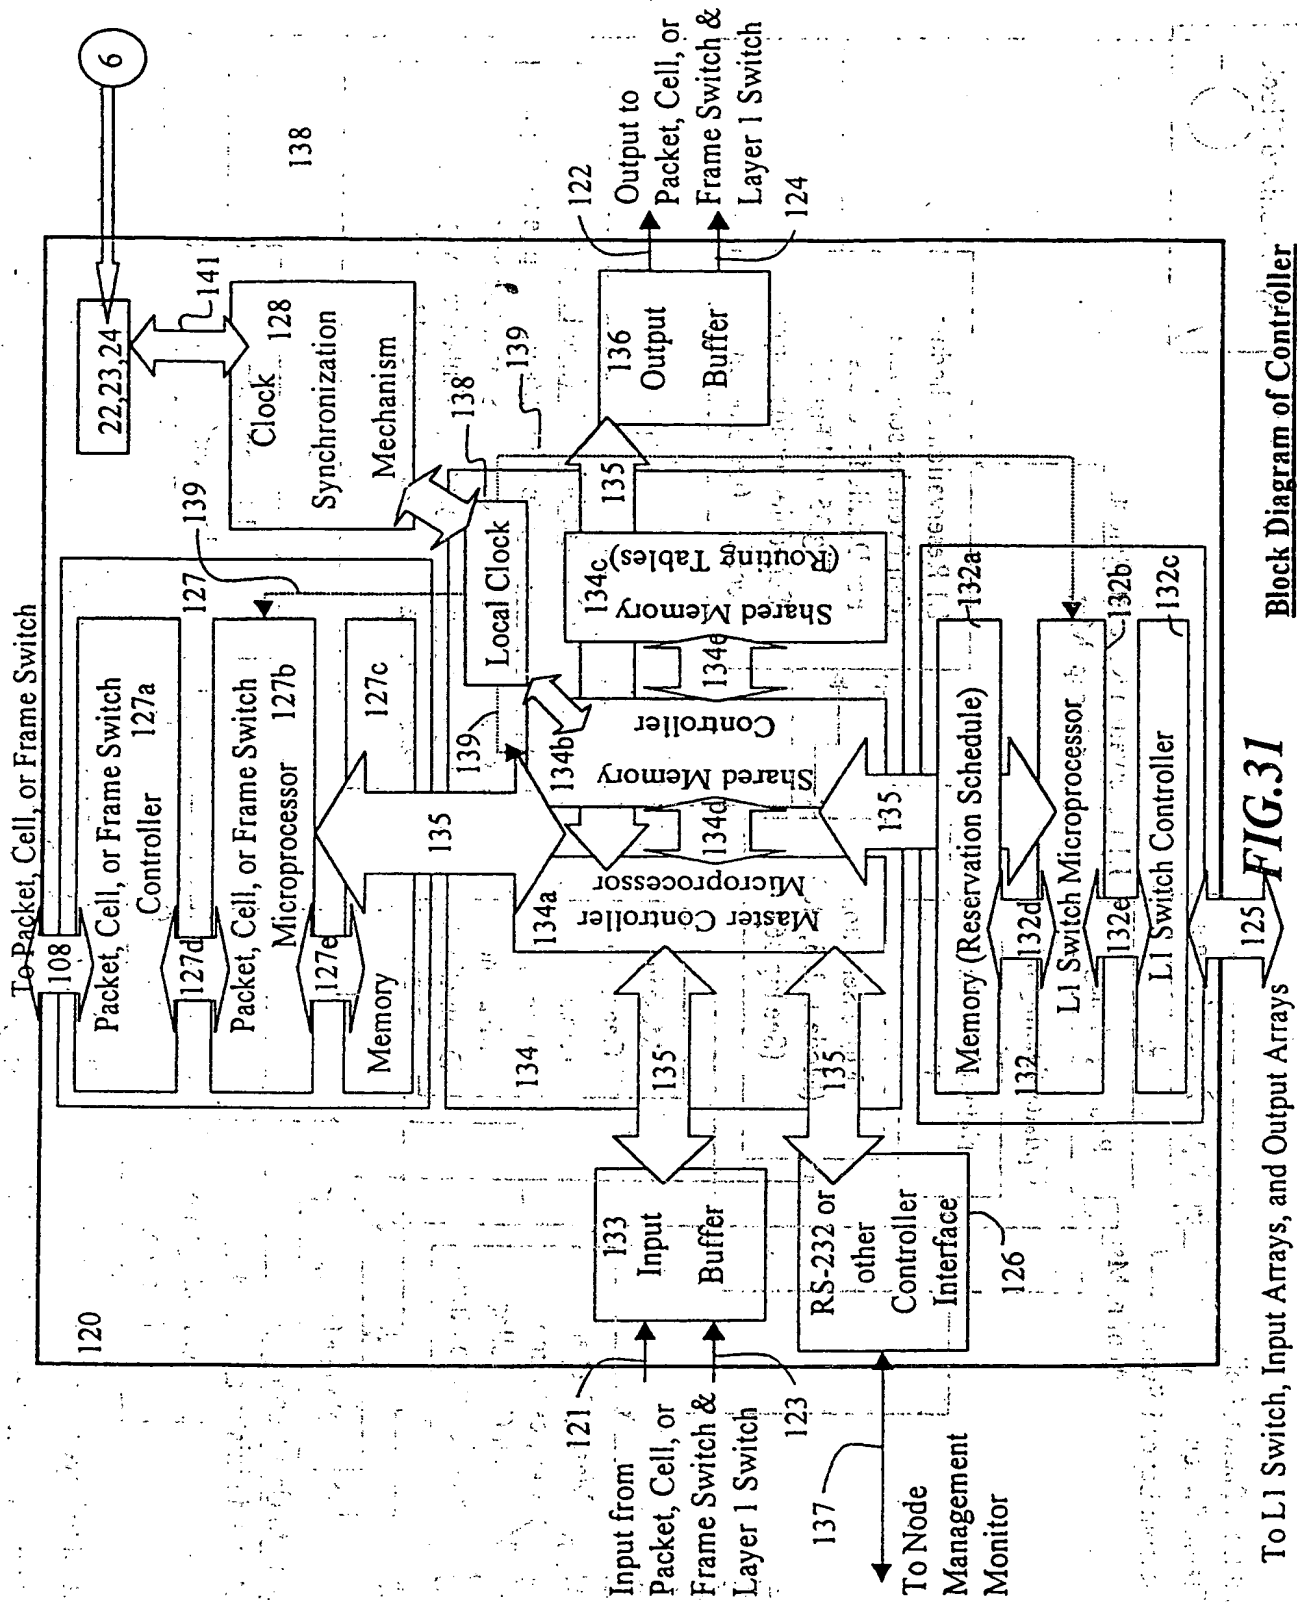 To Packet, Cell, or Frame Switch
120
108
Packet, Cell, or Frame Switch
Controller
127a
127d
Packet, Cell, or Frame Switch
Microprocessor
127b
127e
Memory
127c
127
139
22,23,24
6
141
Clock
128
Synchronization
Mechanism
138
Local Clock
138
139
139
135
134
134a
Master Controller
Microprocessor
134b
Shared Memory
Controller
134d
134c
Shared Memory
(Routing Tables)
134e
135
135
135
135
Input from
Packet, Cell, or
Frame Switch &
Layer 1 Switch
121
123
133
Input
Buffer
RS-232 or
other
Controller
Interface
126
137
To Node
Management
Monitor
136
Output
Buffer
122
124
Output to
Packet, Cell, or
Frame Switch &
Layer 1 Switch
Memory (Reservation Schedule)
132a
132
132d
L1 Switch Microprocessor
132b
132e
L1 Switch Controller
132c
125
To L1 Switch, Input Arrays, and Output Arrays
FIG.31
Block Diagram of Controller